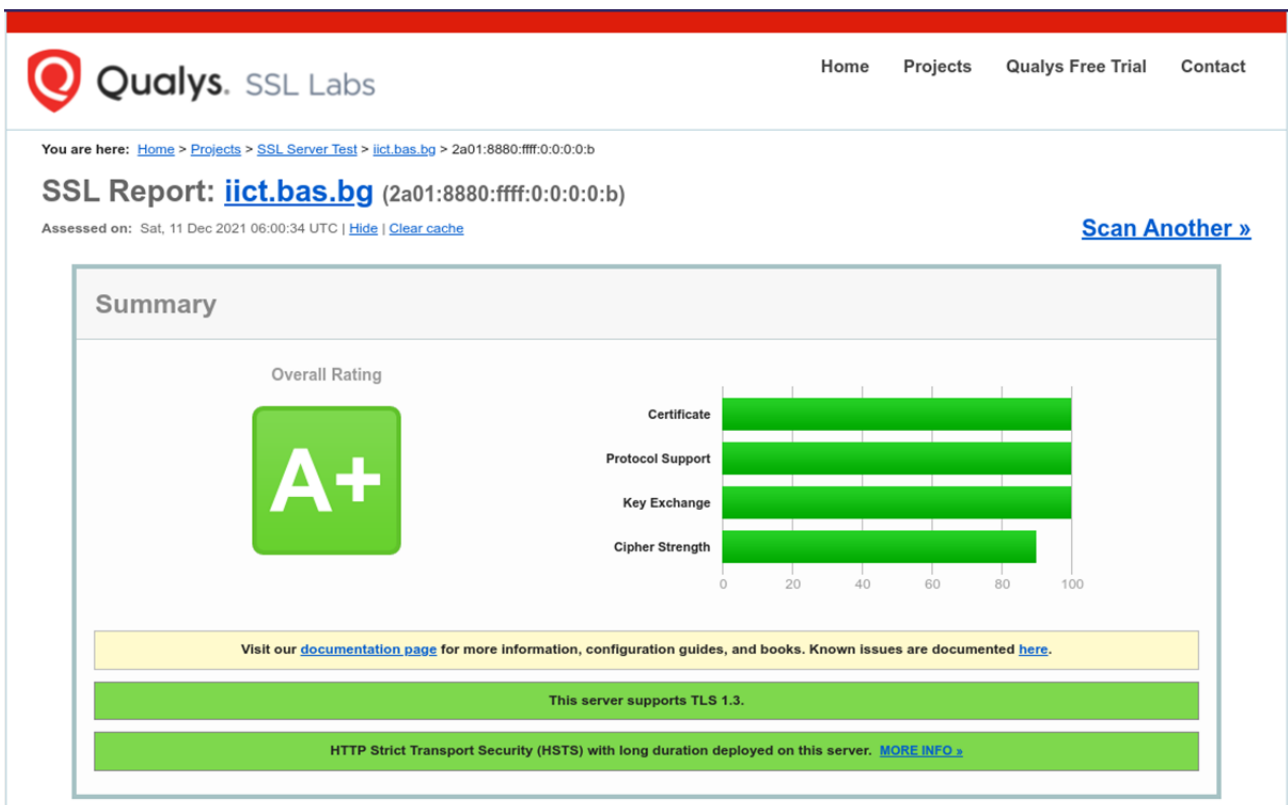 Qualys. SSL Labs
Home Projects Qualys Free Trial Contact
You are here: Home > Projects > SSL Server Test > iict.bas.bg > 2a01:8880:ffff:0:0:0:0:b
SSL Report: iict.bas.bg (2a01:8880:ffff:0:0:0:0:b)
Assessed on: Sat, 11 Dec 2021 06:00:34 UTC | Hide | Clear cache
Scan Another »
Summary
Overall Rating
A+
Certificate
Protocol Support
Key Exchange
Cipher Strength
0 20 40 60 80 100
Visit our documentation page for more information, configuration guides, and books. Known issues are documented here.
This server supports TLS 1.3.
HTTP Strict Transport Security (HSTS) with long duration deployed on this server. MORE INFO »